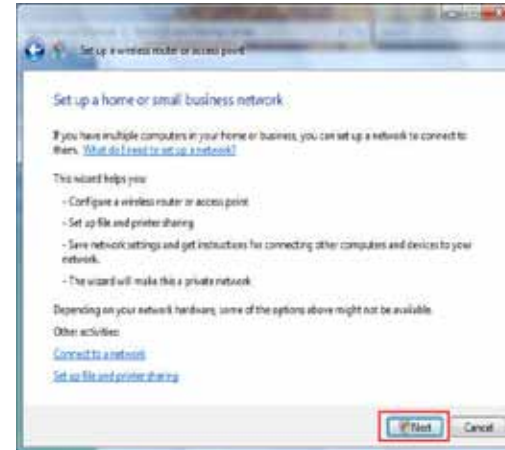 Set up a wireless router or access point
Set up a home or small business network
If you have multiple computers in your home or business, you can set up a network to connect to
them. What do I need to set up a network?
This wizard helps you:
- Configure a wireless router or access point
- Set up file and printer sharing
- Save network settings and get instructions for connecting other computers and devices to your
network.
- The wizard will make this a private network
Depending on your network hardware, some of the options above might not be available.
Other activities:
Connect to a network
Set up file and printer sharing
Next Cancel